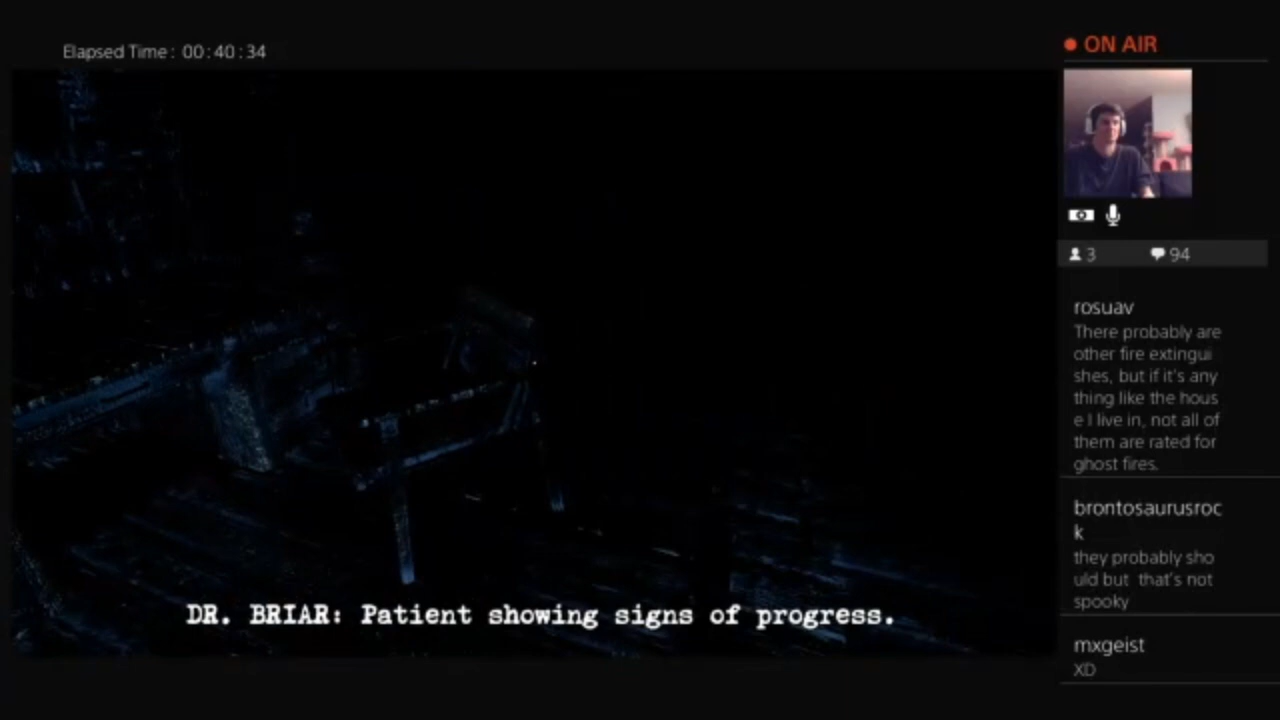 Elapsed Time: 00:40:34
ON AIR
3 94
rosuav
There probably are
other fire extingui
shes, but if it's any
thing like the hous
e I live in, not all of
them are rated for
ghost fires.
brontosaurusroc
k
they probably sho
uld but that's not
spooky
mxgeist
XD
DR. BRIAR: Patient showing signs of progress.